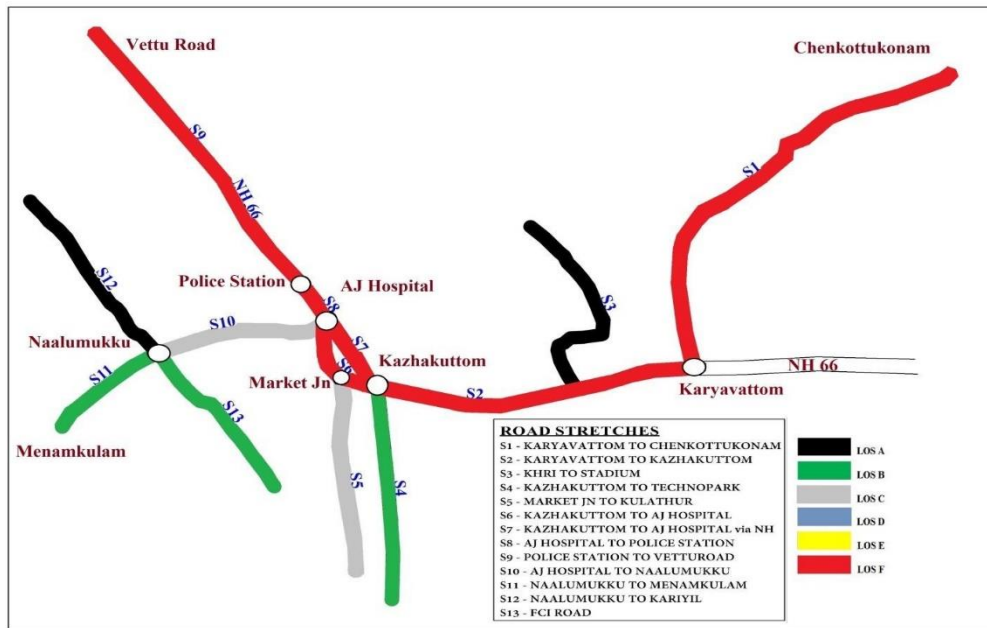 Vettu Road
Chenkottukonam
S9
S1
NH 66
S12
Police Station
AJ Hospital
S3
S8
S10
S7
Naalumukku
Kazhakuttom
S11
Market Jn
S6
S2
Karyavattom
NH 66
S13
Menamkulam
S5
S4
ROAD STRETCHES
S1 - KARYAVATTOM TO CHENKOTTUKONAM
S2 - KARYAVATTOM TO KAZHAKUTTOM
S3 - KHRI TO STADIUM
S4 - KAZHAKUTTOM TO TECHNOPARK
S5 - MARKET JN TO KULATHUR
S6 - KAZHAKUTTOM TO AJ HOSPITAL
S7 - KAZHAKUTTOM TO AJ HOSPITAL via NH
S8 - AJ HOSPITAL TO POLICE STATION
S9 - POLICE STATION TO VETTUROAD
S10 - AJ HOSPITAL TO NAALUMUKKU
S11 - NAALUMUKKU TO MENAMKULAM
S12 - NAALUMUKKU TO KARIYIL
S13 - FCI ROAD
LOS A
LOS B
LOS C
LOS D
LOS E
LOS F